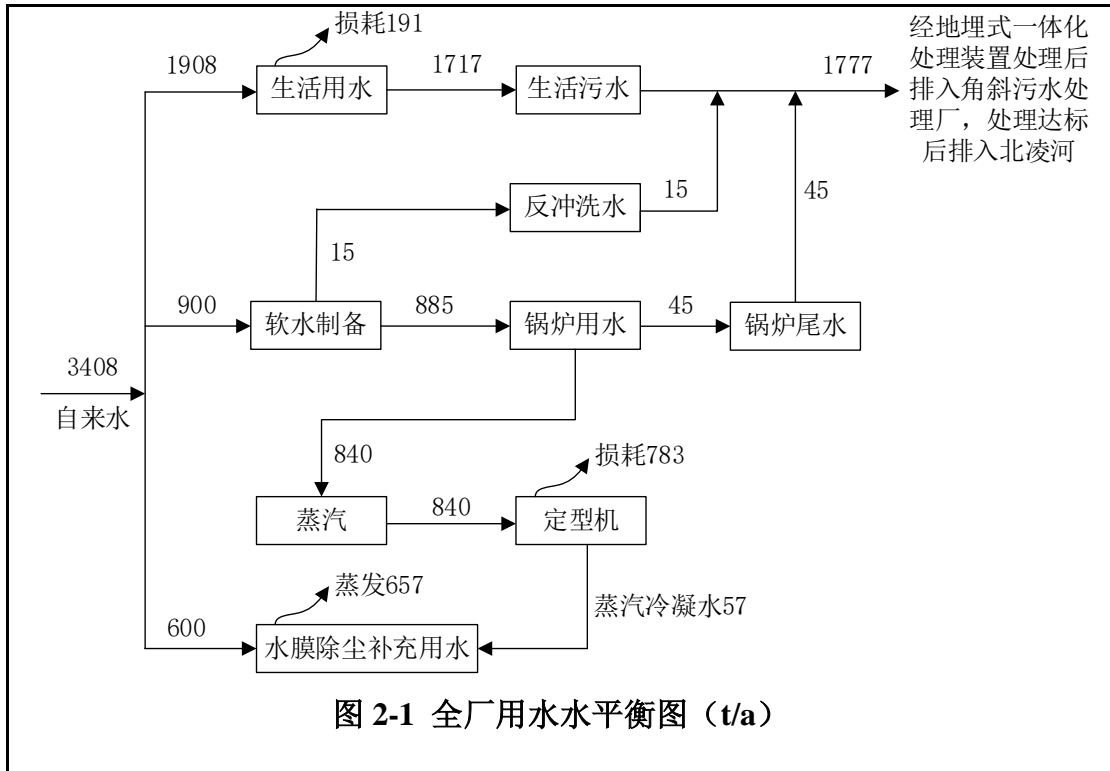 损耗191
1908
生活用水
1717
生活污水
1777
经地埋式一体化
处理装置处理后
排入角斜污水处
理厂，处理达标
后排入北凌河
反冲洗水
15
45
15
900
软水制备
885
锅炉用水
45
锅炉尾水
3408
自来水
840
损耗783
蒸汽
840
定型机
蒸发657
蒸汽冷凝水57
600
水膜除尘补充用水
图 2-1 全厂用水水平衡图（t/a）